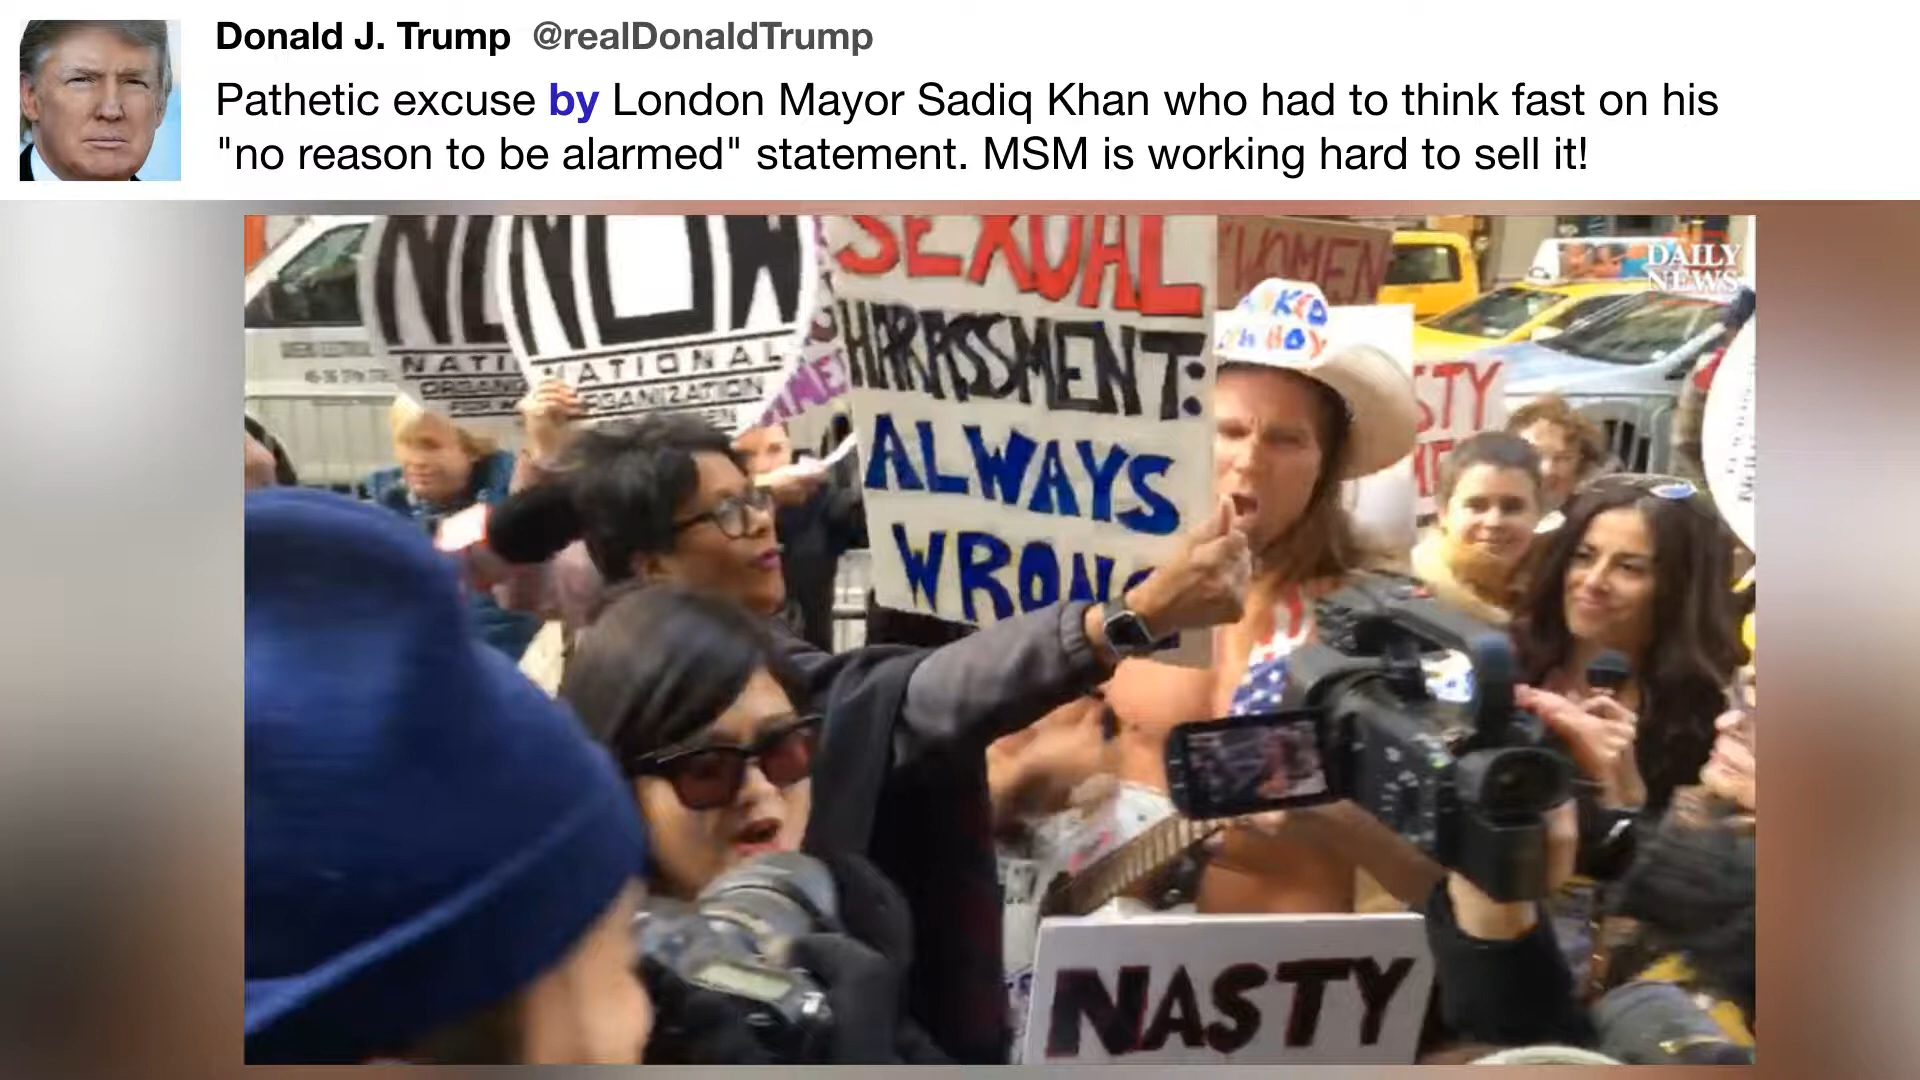 Donald J. Trump @realDonaldTrump
Pathetic excuse by London Mayor Sadiq Khan who had to think fast on his
"no reason to be alarmed" statement. MSM is working hard to sell it!
DAILY
NEWS
NOW
NATIONAL
ORGANIZATION
SEXUAL
HARASSMENT:
ALWAYS
WRONG
WOMEN
NASTY